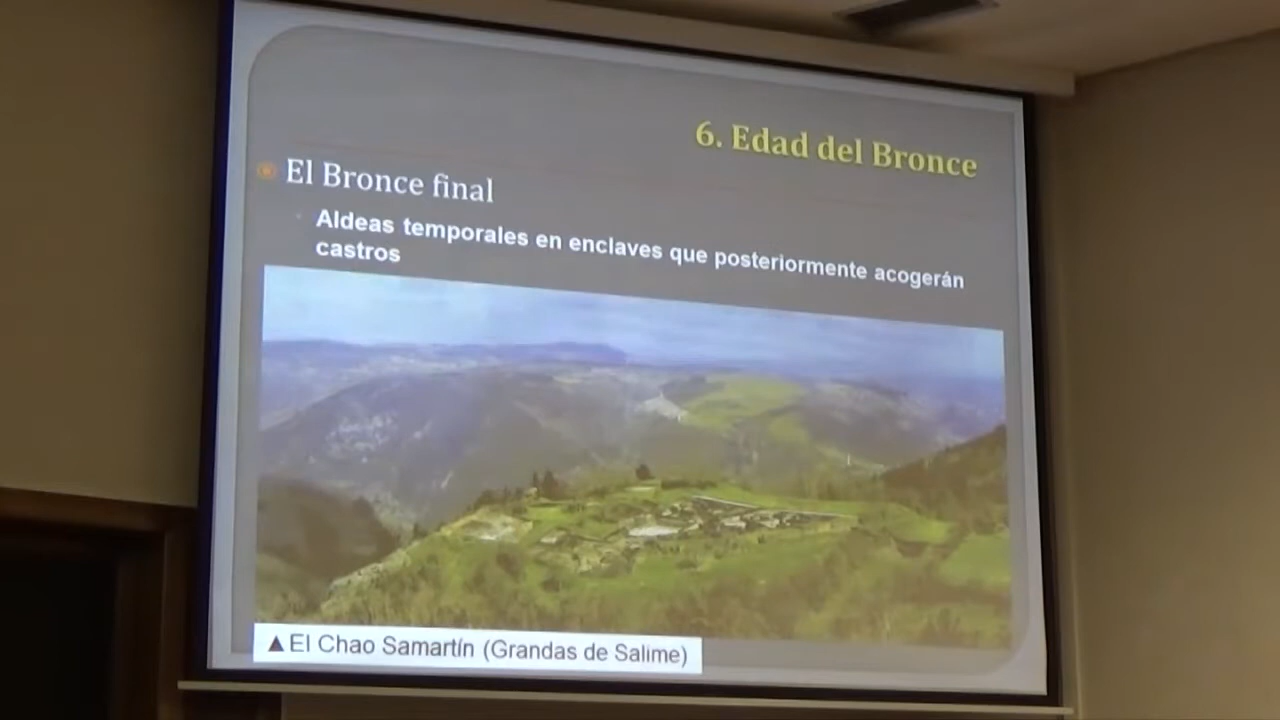 6. Edad del Bronce
El Bronce final
Aldeas temporales en enclaves que posteriormente acogerán
castros
▲El Chao Samartín (Grandas de Salime)